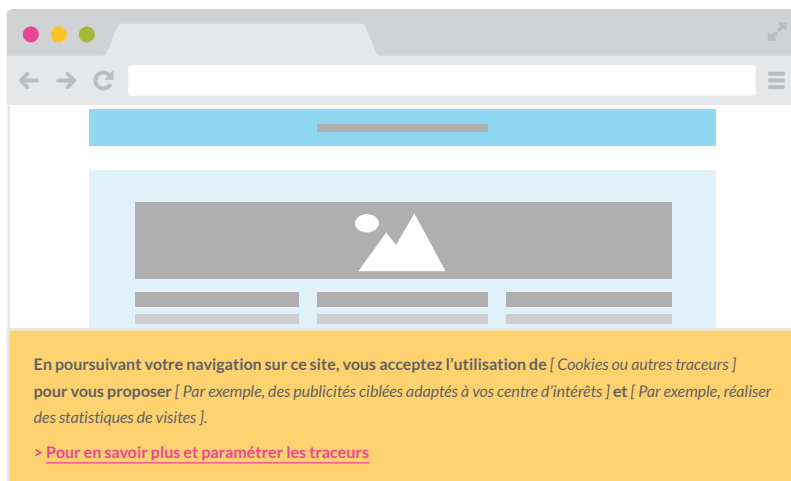 En poursuivant votre navigation sur ce site, vous acceptez l’utilisation de [ Cookies ou autres traceurs ]
pour vous proposer [ Par exemple, des publicités ciblées adaptés à vos centre d’intérêts ] et [ Par exemple, réaliser
des statistiques de visites ].
> Pour en savoir plus et paramétrer les traceurs